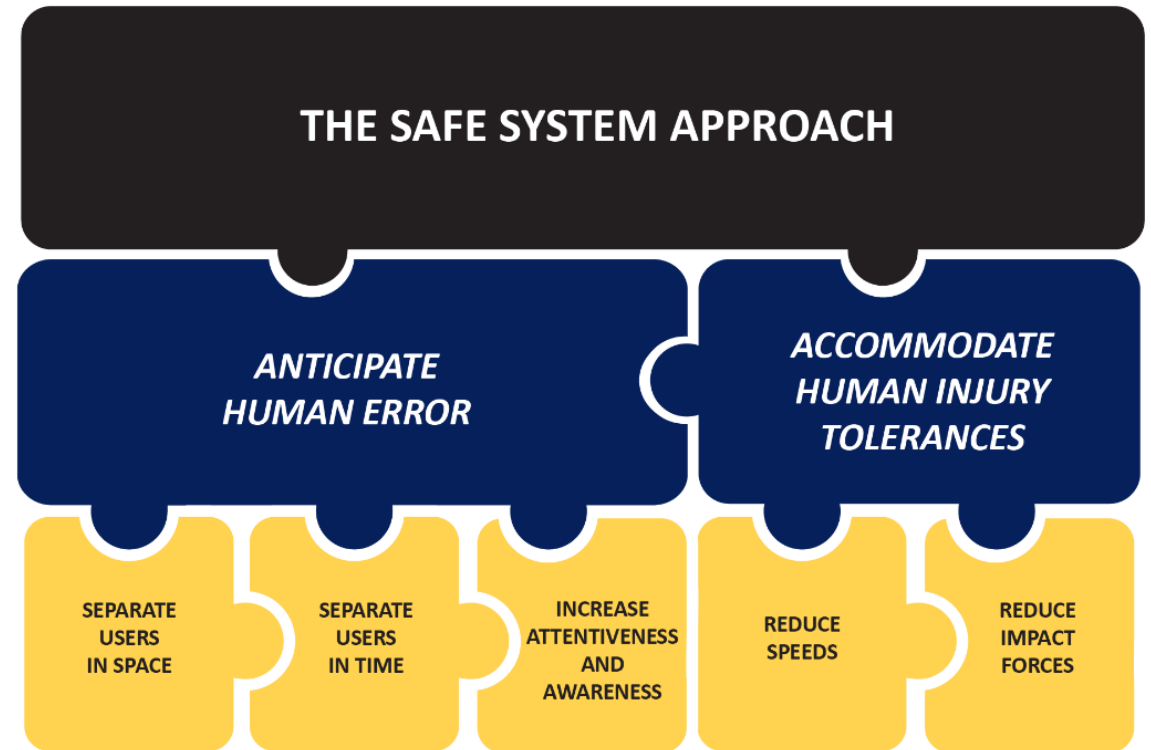 THE SAFE SYSTEM APPROACH
ANTICIPATE
HUMAN ERROR
ACCOMMODATE
HUMAN INJURY
TOLERANCES
SEPARATE
USERS
IN SPACE
SEPARATE
USERS
IN TIME
INCREASE
ATTENTIVENESS
AND
AWARENESS
REDUCE
SPEEDS
REDUCE
IMPACT
FORCES